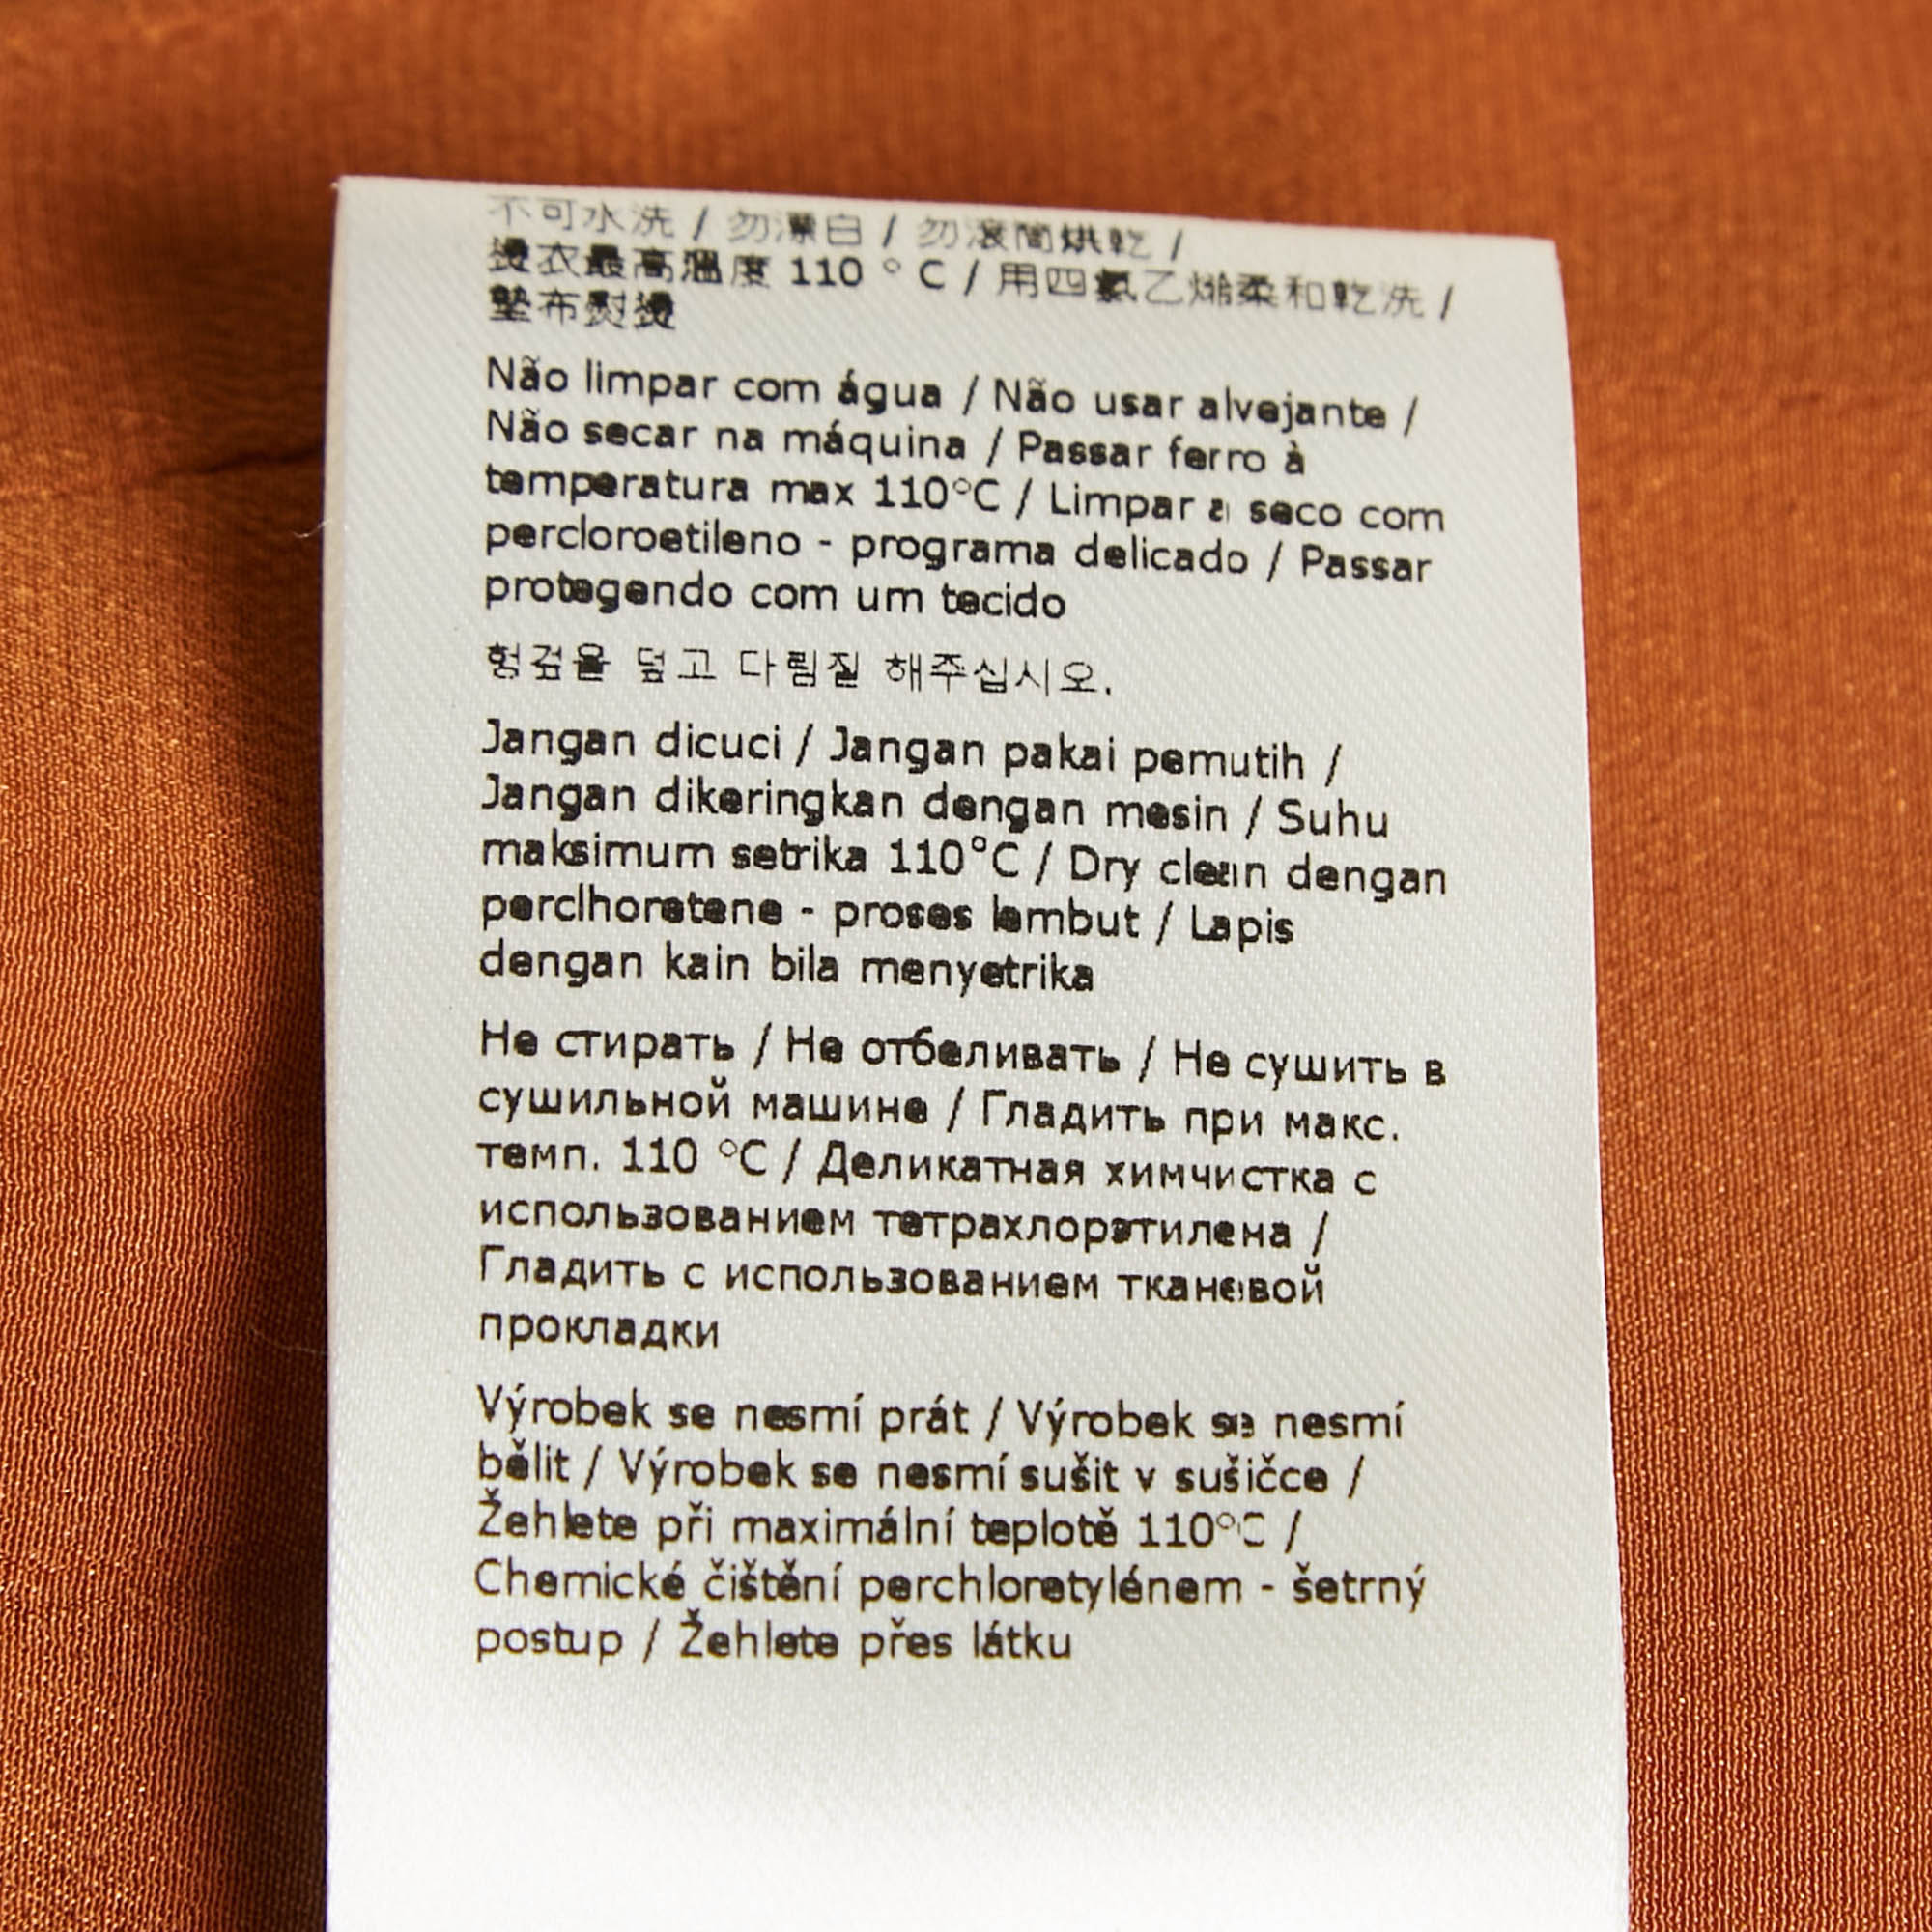 不可水洗 / 勿漂白 / 勿滾筒烘乾 /
燙衣最高溫度 110 ° C / 用四氯乙烯柔和乾洗 /
墊布熨燙
Não limpar com água / Não usar alvejante /
Não secar na máquina / Passar ferro à
temperatura max 110°C / Limpar a seco com
percloroetileno - programa delicado / Passar
protegendo com um tecido
헝겊을 덮고 다림질 해주십시오.
Jangan dicuci / Jangan pakai pemutih /
Jangan dikeringkan dengan mesin / Suhu
maksimum setrika 110°C / Dry clean dengan
perclhoretene - proses lembut / Lapis
dengan kain bila menyetrika
Не стирать / Не отбеливать / Не сушить в
сушильной машине / Гладить при макс.
темп. 110 °C / Деликатная химчистка с
использованием тетрахлорэтилена /
Гладить с использованием тканевой
прокладки
Výrobek se nesmí prát / Výrobek se nesmí
bělit / Výrobek se nesmí sušit v sušičce /
Žehlete při maximální teplotě 110°C /
Chemické čištění perchloretylénem - šetrný
postup / Žehlete přes látku